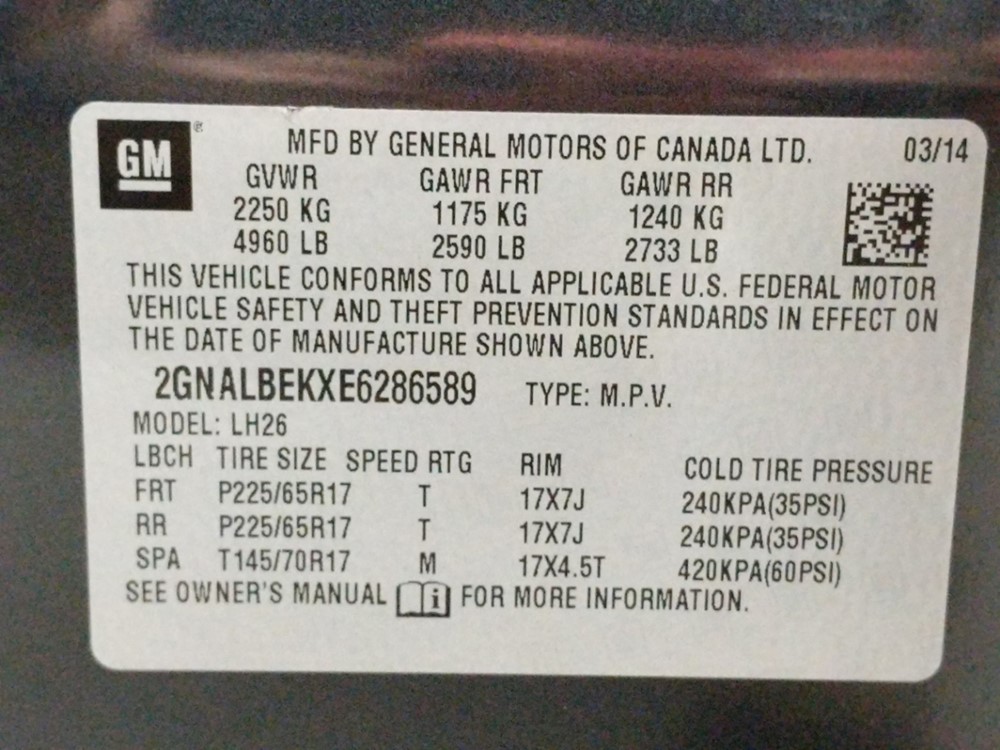 GM ® MFD BY GENERAL MOTORS OF CANADA LTD. 03/14
GVWR GAWR FRT GAWR RR
2250 KG 1175 KG 1240 KG
4960 LB 2590 LB 2733 LB
THIS VEHICLE CONFORMS TO ALL APPLICABLE U.S. FEDERAL MOTOR
VEHICLE SAFETY AND THEFT PREVENTION STANDARDS IN EFFECT ON
THE DATE OF MANUFACTURE SHOWN ABOVE.
2GNALBEKXE6286589 TYPE: M.P.V.
MODEL: LH26
LBCH TIRE SIZE SPEED RTG RIM COLD TIRE PRESSURE
FRT P225/65R17 T 17X7J 240KPA(35PSI)
RR P225/65R17 T 17X7J 240KPA(35PSI)
SPA T145/70R17 M 17X4.5T 420KPA(60PSI)
SEE OWNER'S MANUAL i FOR MORE INFORMATION.